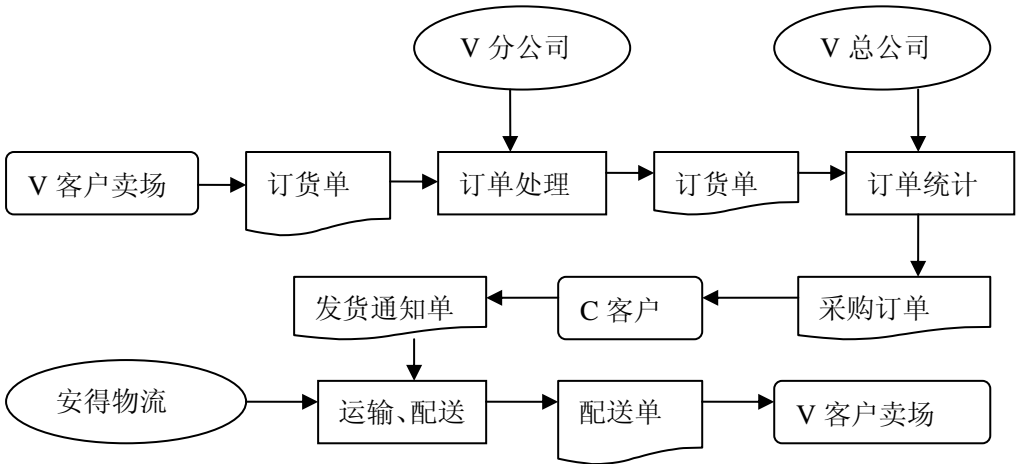 V 分公司
V 总公司
V 客户卖场
订货单
订单处理
订货单
订单统计
发货通知单
C 客户
采购订单
安得物流
运输、配送
配送单
V 客户卖场